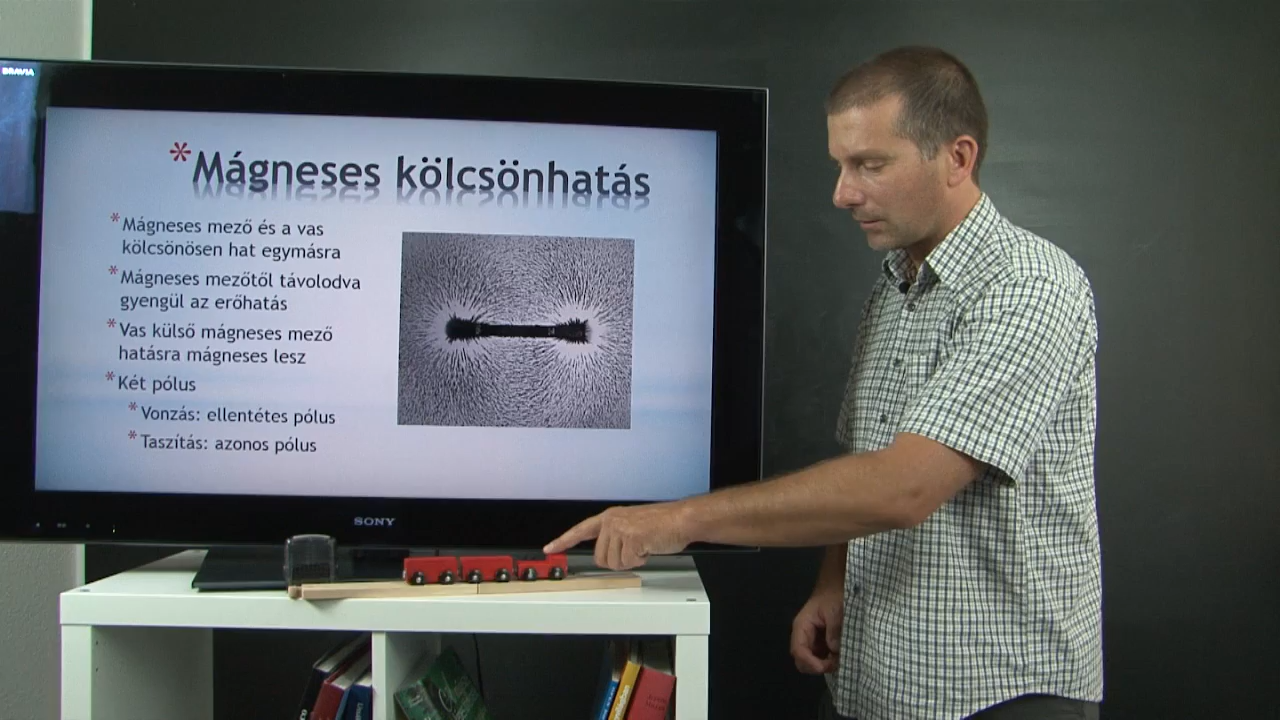 BRAVIA
* Mágneses kölcsönhatás
* Mágneses mező és a vas
kölcsönösen hat egymásra
* Mágneses mezőtől távolodva
gyengül az erőhatás
* Vas külső mágneses mező
hatásra mágneses lesz
* Két pólus
* Vonzás: ellentétes pólus
* Taszítás: azonos pólus
SONY